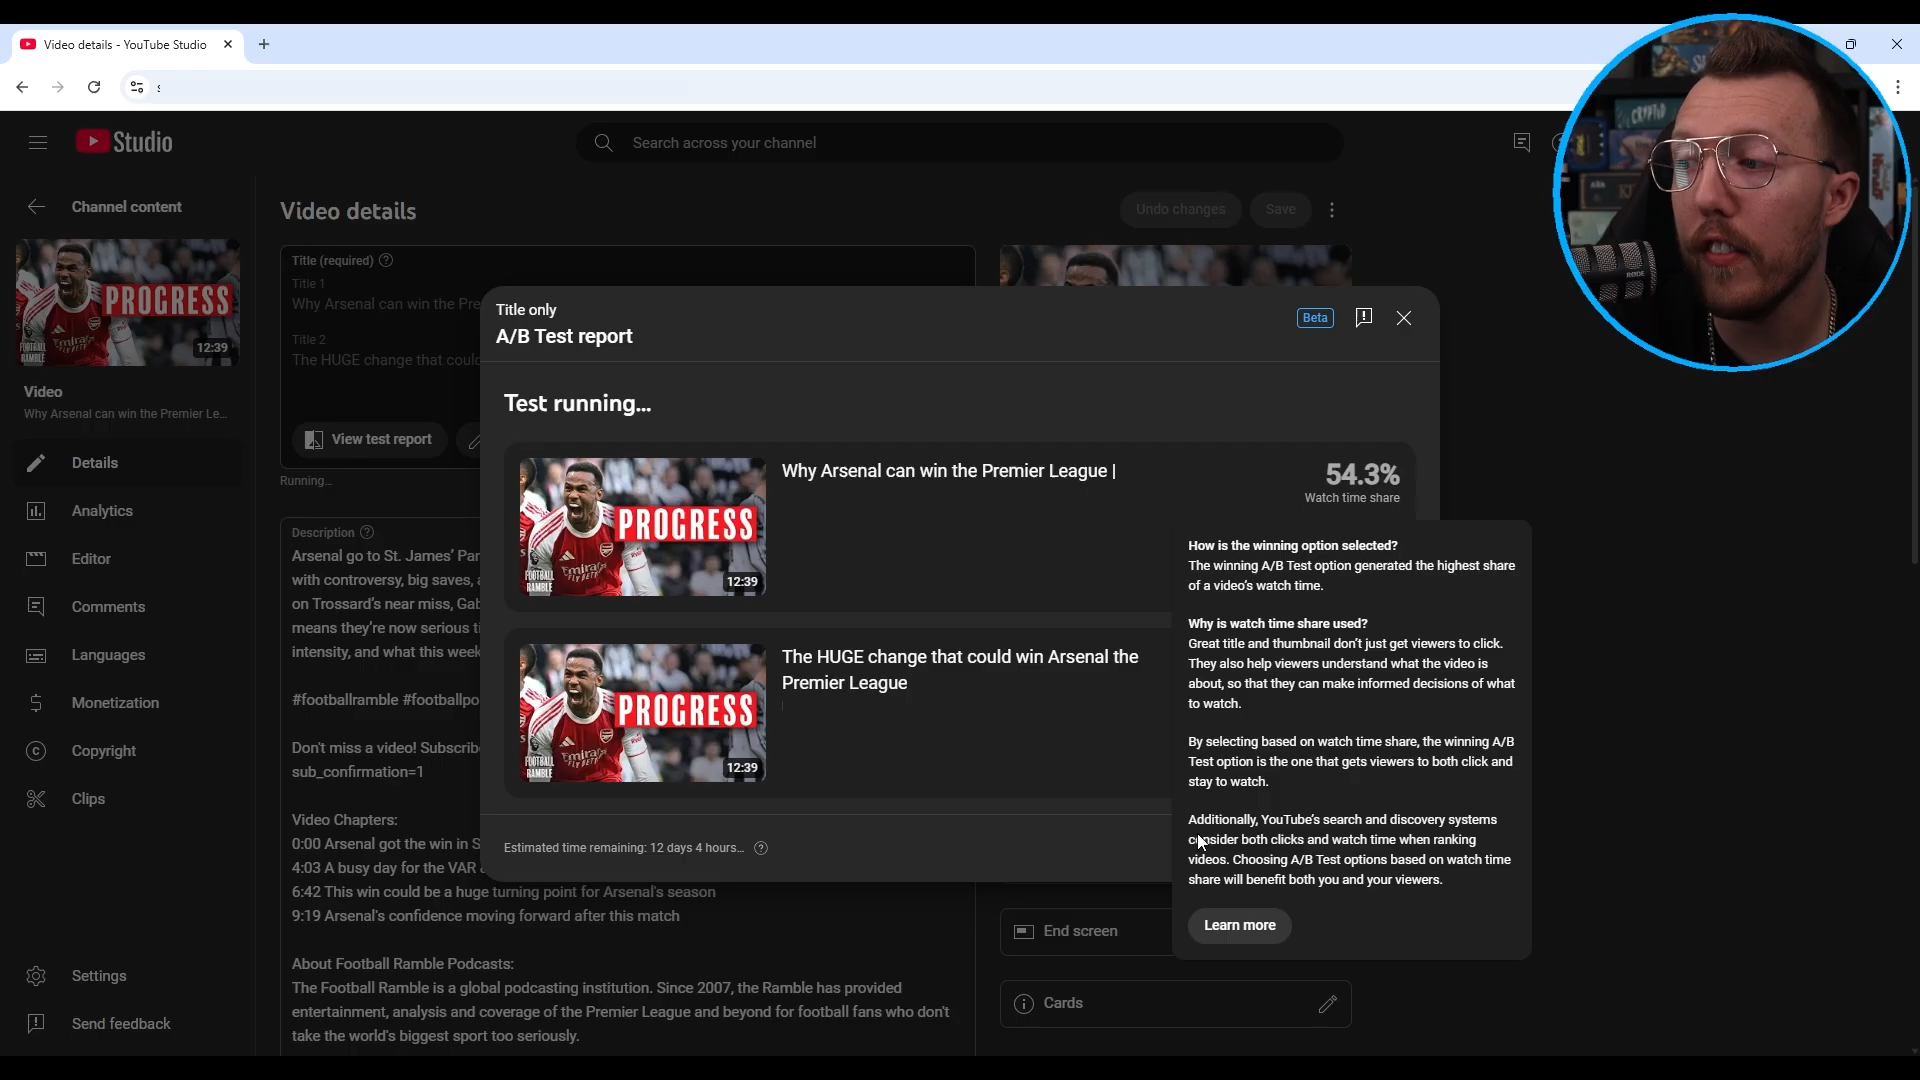 Video details - YouTube Studio
Studio
Search across your channel
Channel content
Video details
Undo changes
Save
PROGRESS
FOOTBALL
RAMBLE
12:39
Video
Why Arsenal can win the Premier Le...
Details
Analytics
Editor
Comments
Languages
Monetization
Copyright
Clips
Settings
Send feedback
Title (required)
Title 1
Why Arsenal can win the Pre
Title 2
The HUGE change that could
View test report
Running...
Description
Arsenal go to St. James' Par
with controversy, big saves, a
on Trossard's near miss, Gab
means they're now serious ti
intensity, and what this week
#footballramble #footballpo
Don't miss a video! Subscrib
sub_confirmation=1
Video Chapters:
0:00 Arsenal got the win in S
4:03 A busy day for the VAR a
6:42 This win could be a huge turning point for Arsenal's season
9:19 Arsenal's confidence moving forward after this match
About Football Ramble Podcasts:
The Football Ramble is a global podcasting institution. Since 2007, the Ramble has provided
entertainment, analysis and coverage of the Premier League and beyond for football fans who don't
take the world's biggest sport too seriously.
Title only
A/B Test report
Beta
Test running...
PROGRESS
FOOTBALL
RAMBLE
12:39
Why Arsenal can win the Premier League |
54.3%
Watch time share
PROGRESS
FOOTBALL
RAMBLE
12:39
The HUGE change that could win Arsenal the
Premier League
Estimated time remaining: 12 days 4 hours...
How is the winning option selected?
The winning A/B Test option generated the highest share
of a video's watch time.
Why is watch time share used?
Great title and thumbnail don't just get viewers to click.
They also help viewers understand what the video is
about, so that they can make informed decisions of what
to watch.
By selecting based on watch time share, the winning A/B
Test option is the one that gets viewers to both click and
stay to watch.
Additionally, YouTube's search and discovery systems
consider both clicks and watch time when ranking
videos. Choosing A/B Test options based on watch time
share will benefit both you and your viewers.
Learn more
End screen
Cards
CRYPTID
RØDE